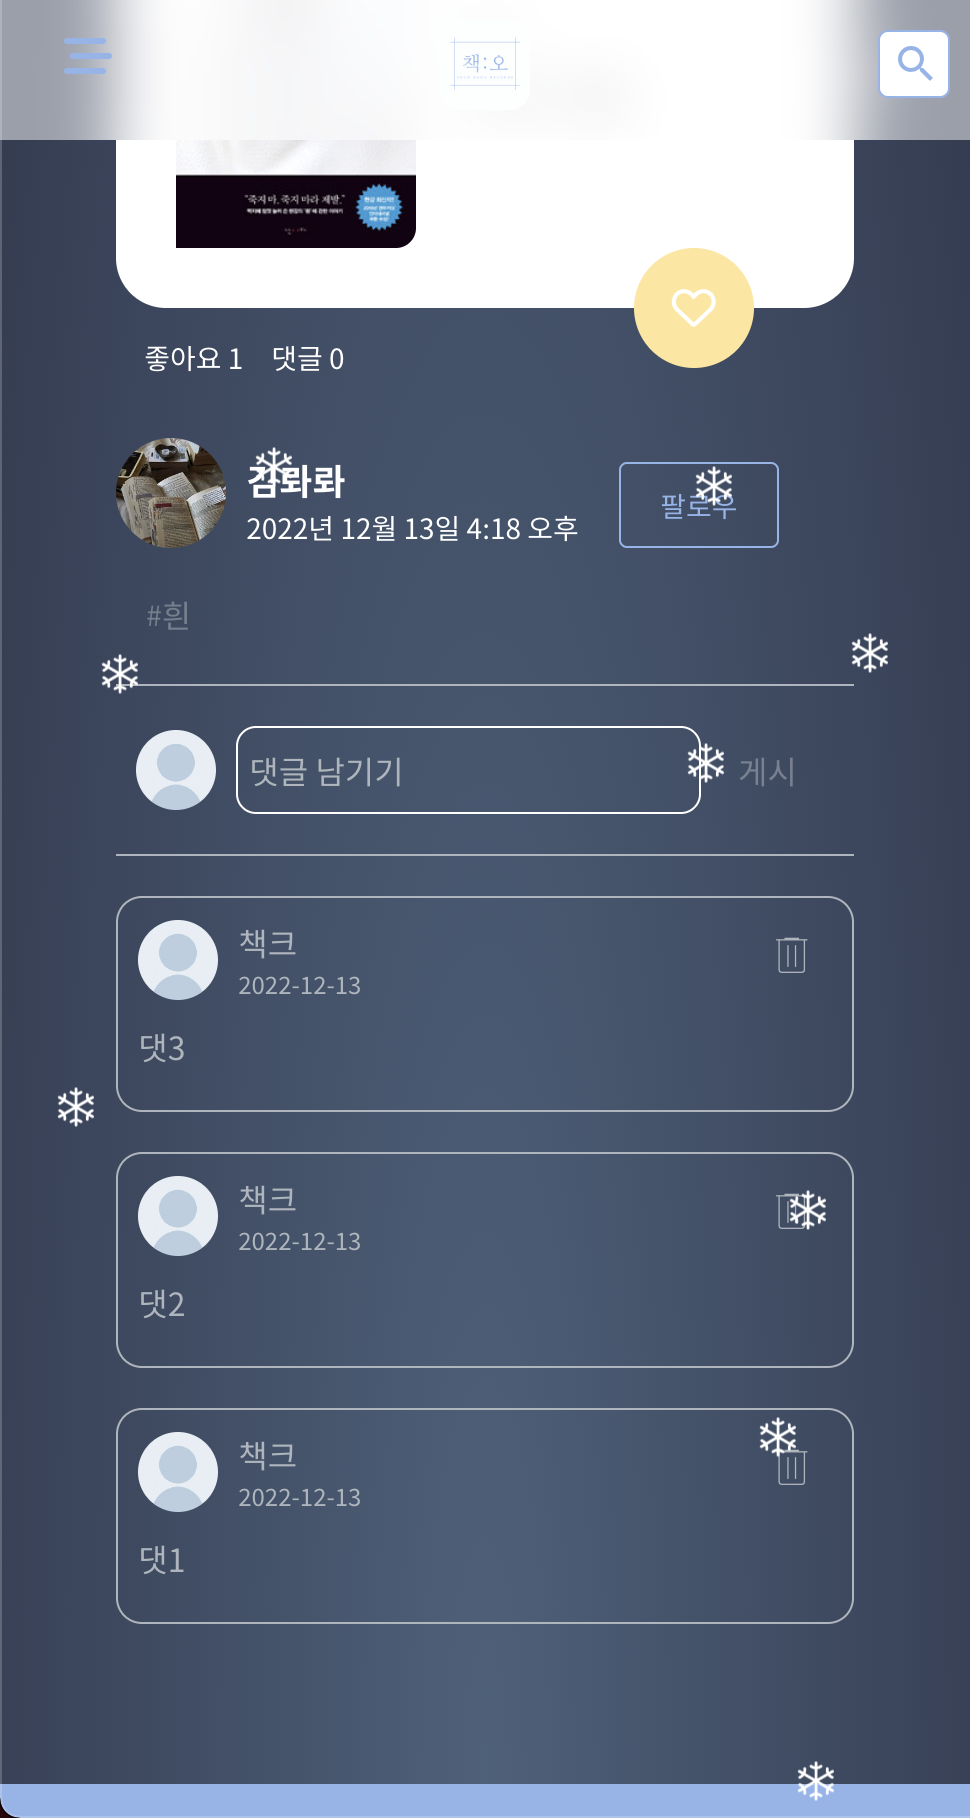 책:오
"죽지 마. 죽지 마라 제발."
좋아요 1 댓글 0
2022년 12월 13일 4:18 오후
팔로우
#흰
댓글 남기기
게시
책크
2022-12-13
댓3
책크
2022-12-13
댓2
책크
2022-12-13
댓1